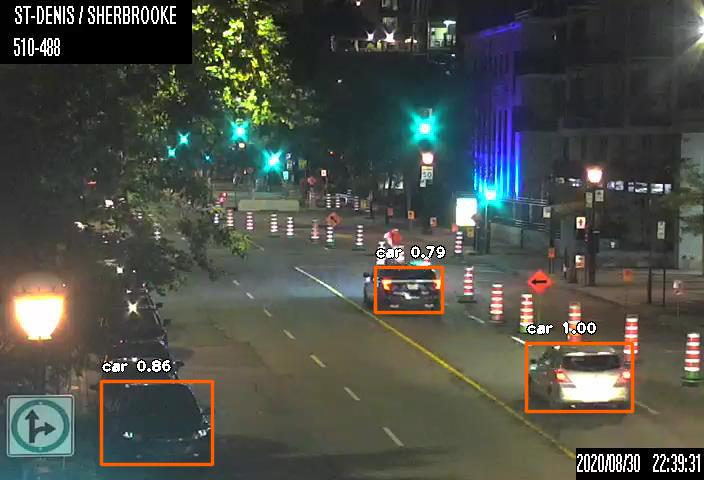 ST-DENIS / SHERBROOKE
510-488
50
car 0.79
car 1.00
car 0.86
2020/08/30 22:39:31